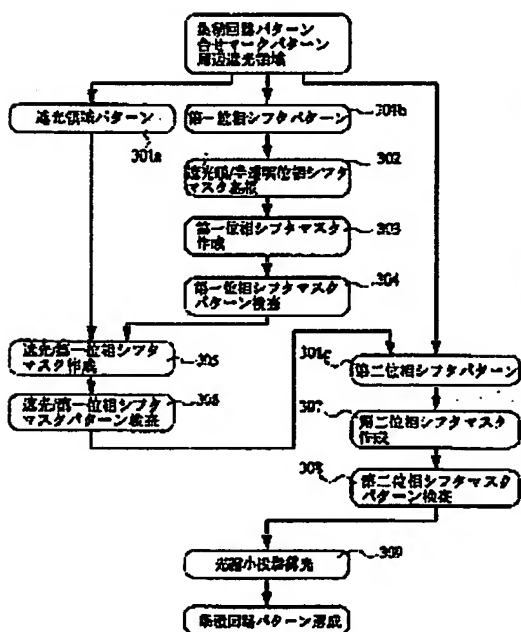 集積回路パターン
合せマークパターン
周辺遮光領域
遮光領域パターン
301a
第一位相シフタパターン
301b
遮光膜/半透明位相シフタ
マスク基板
302
第一位相シフタマスク
作成
303
第一位相シフタマスク
パターン検査
304
遮光/第一位相シフタ
マスク作成
305
遮光/第一位相シフタ
マスクパターン検査
306
301c
第二位相シフタパターン
307
第二位相シフタマスク
作成
308
第二位相シフタマスク
パターン検査
309
光縮小投影露光
集積回路パターン形成